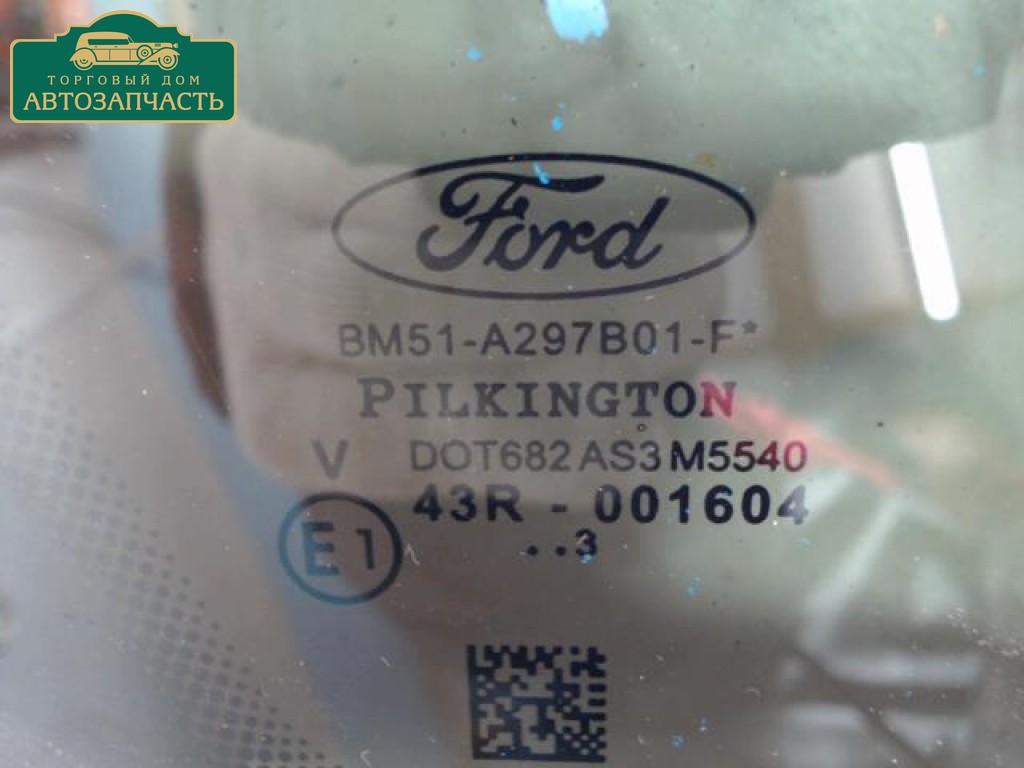 ТОРГОВЫЙ ДОМ
АВТОЗАПЧАСТЬ
Ford
BM51-A297B01-F*
PILKINGTON
V DOT682 AS3 M5540
E1 43R - 001604
..3